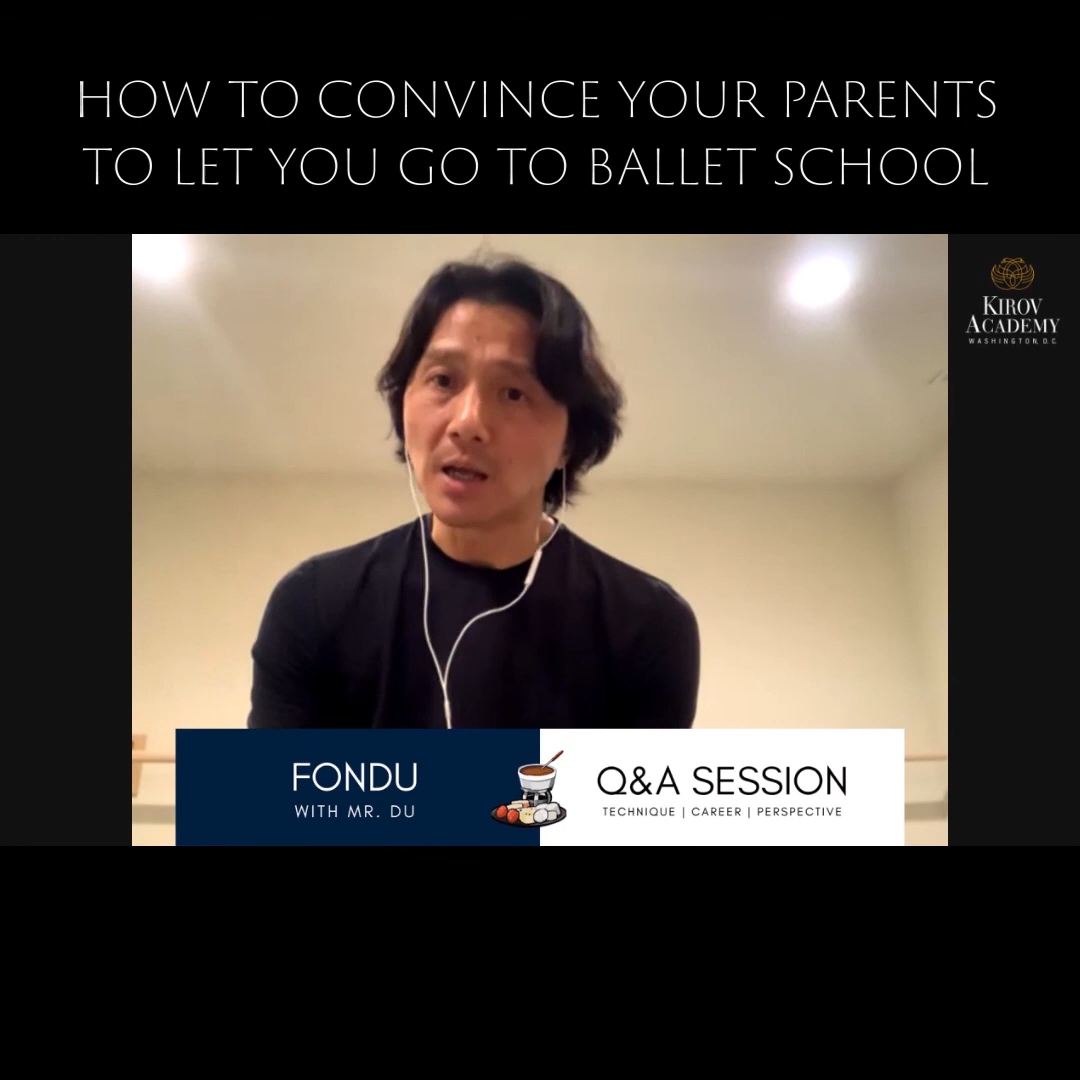 HOW TO CONVINCE YOUR PARENTS
TO LET YOU GO TO BALLET SCHOOL
KIROV
ACADEMY
WASHINGTON, D.C.
FONDU
WITH MR. DU
Q&A SESSION
TECHNIQUE | CAREER | PERSPECTIVE